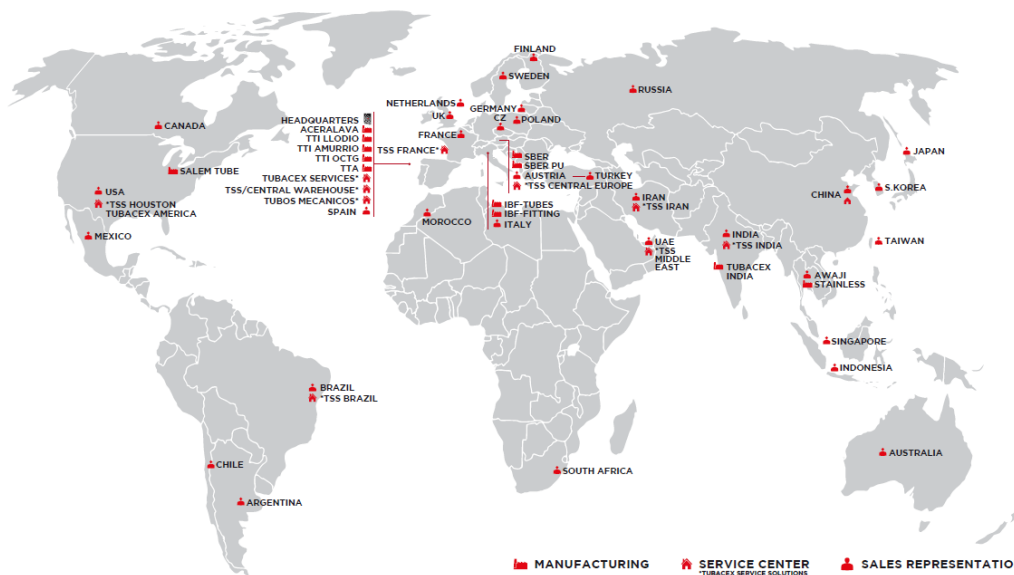 FINLAND
SWEDEN
RUSSIA
NETHERLANDS
GERMANY
UK
CZ
POLAND
CANADA
HEADQUARTERS
ACERALAVA
TTI LLODIO
TTI AMURRIO
TTI OCTG
TTA
TUBACEX SERVICES*
TSS/CENTRAL WAREHOUSE*
TUBOS MECANICOS*
SPAIN
FRANCE
TSS FRANCE*
SBER
SBER PU
AUSTRIA
*TSS CENTRAL EUROPE
TURKEY
IBF-TUBES
IBF-FITTING
ITALY
JAPAN
SALEM TUBE
USA
*TSS HOUSTON
TUBACEX AMERICA
MEXICO
MOROCCO
IRAN
*TSS IRAN
CHINA
S.KOREA
UAE
*TSS
MIDDLE
EAST
INDIA
*TSS INDIA
TUBACEX
INDIA
TAIWAN
AWAJI
STAINLESS
SINGAPORE
INDONESIA
BRAZIL
*TSS BRAZIL
CHILE
ARGENTINA
SOUTH AFRICA
AUSTRALIA
MANUFACTURING
SERVICE CENTER
*TUBACEX SERVICE SOLUTIONS
SALES REPRESENTATIO